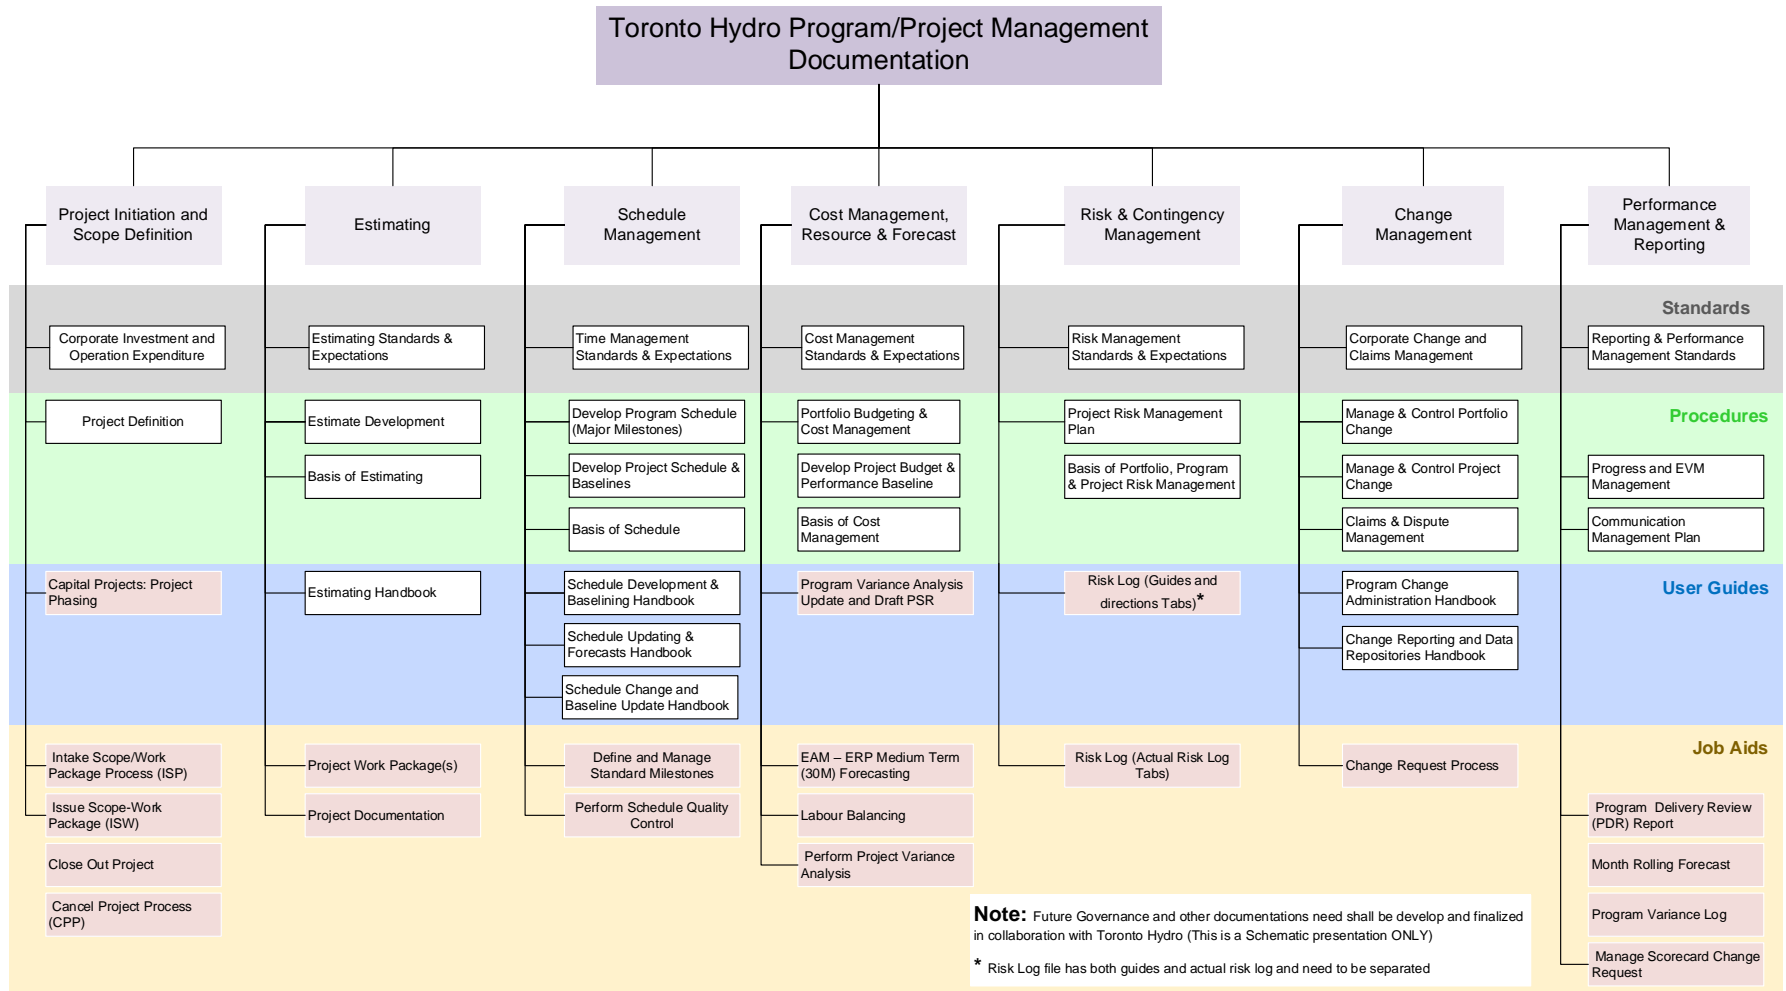 Toronto Hydro Program/Project Management
Documentation
Project Initiation and
Scope Definition
Estimating
Schedule
Management
Cost Management,
Resource & Forecast
Risk & Contingency
Management
Change
Management
Performance
Management &
Reporting
Standards
Corporate Investment and
Operation Expenditure
Estimating Standards &
Expectations
Time Management
Standards & Expectations
Cost Management
Standards & Expectations
Risk Management
Standards & Expectations
Corporate Change and
Claims Management
Reporting & Performance
Management Standards
Procedures
Project Definition
Estimate Development
Develop Program Schedule
(Major Milestones)
Portfolio Budgeting &
Cost Management
Project Risk Management
Plan
Manage & Control Portfolio
Change
Basis of Estimating
Develop Project Schedule &
Baselines
Develop Project Budget &
Performance Baseline
Basis of Portfolio, Program
& Project Risk Management
Manage & Control Project
Change
Progress and EVM
Management
Basis of Schedule
Basis of Cost
Management
Claims & Dispute
Management
Communication
Management Plan
User Guides
Capital Projects: Project
Phasing
Estimating Handbook
Schedule Development &
Baselining Handbook
Program Variance Analysis
Update and Draft PSR
Risk Log (Guides and
directions Tabs)*
Program Change
Administration Handbook
Schedule Updating &
Forecasts Handbook
Change Reporting and Data
Repositories Handbook
Schedule Change and
Baseline Update Handbook
Job Aids
Intake Scope/Work
Package Process (ISP)
Project Work Package(s)
Define and Manage
Standard Milestones
EAM – ERP Medium Term
(30M) Forecasting
Risk Log (Actual Risk Log
Tabs)
Change Request Process
Issue Scope-Work
Package (ISW)
Project Documentation
Perform Schedule Quality
Control
Labour Balancing
Program Delivery Review
(PDR) Report
Close Out Project
Perform Project Variance
Analysis
Month Rolling Forecast
Cancel Project Process
(CPP)
Program Variance Log
Manage Scorecard Change
Request
Note: Future Governance and other documentations need shall be develop and finalized
in collaboration with Toronto Hydro (This is a Schematic presentation ONLY)
* Risk Log file has both guides and actual risk log and need to be separated